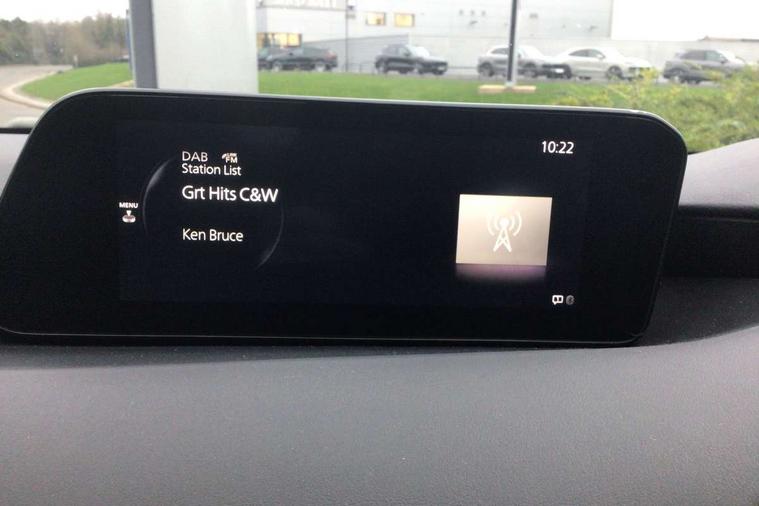 10:22
DAB FM
Station List
Grt Hits C&W
MENU
Ken Bruce